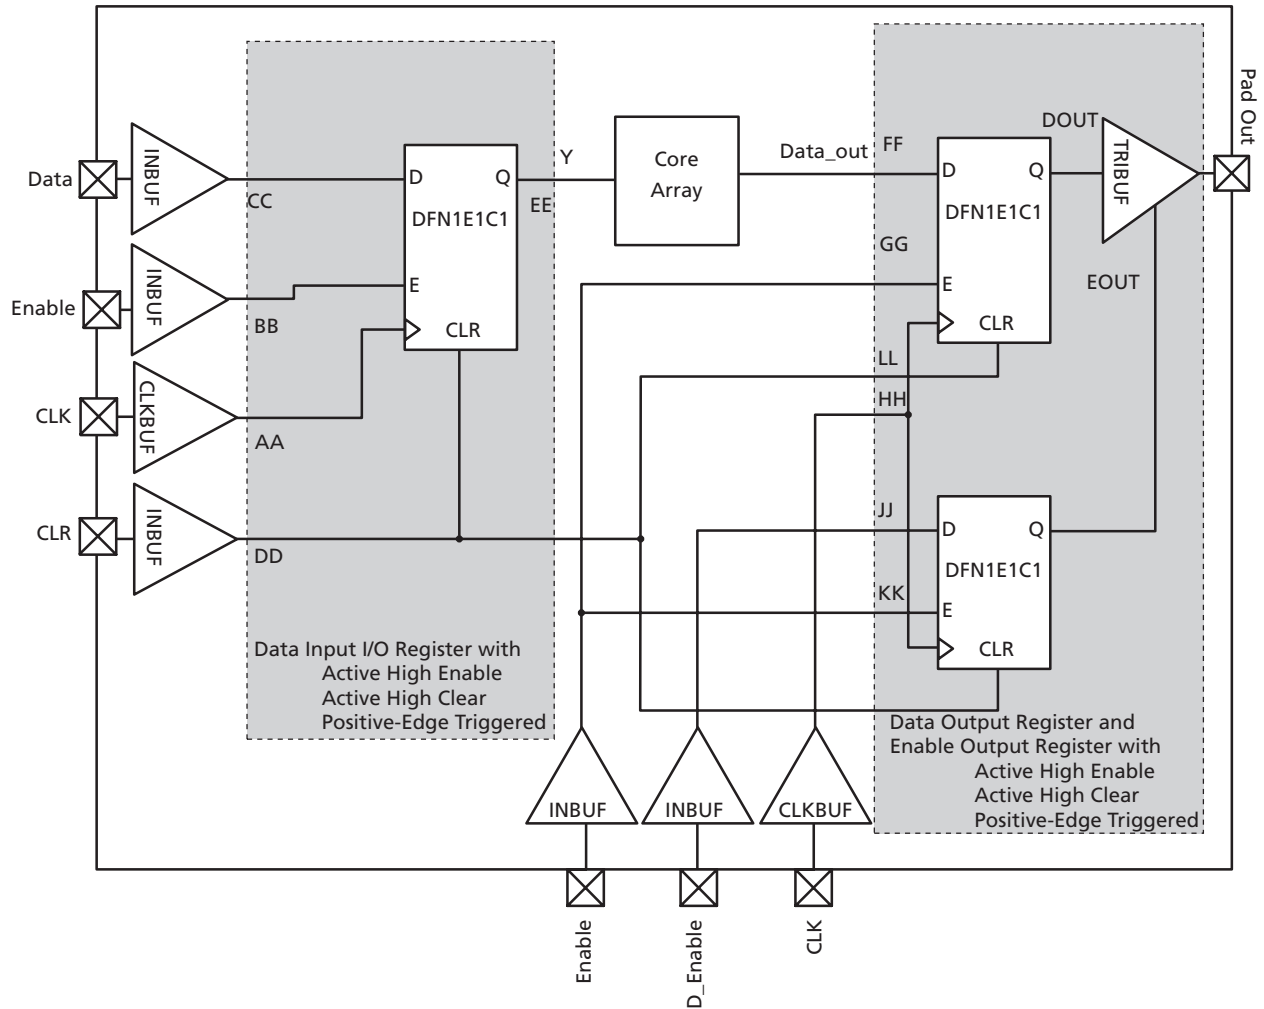 Pad Out
DOUT
INBUF
TRIBUF
Data
CC
D
Q
DFN1E1C1
Y
EE
Core
Array
Data_out
FF
D
Q
DFN1E1C1
GG
Enable
INBUF
BB
E
CLR
E
CLR
EOUT
CLK
CLKBUF
AA
LL
HH
CLR
INBUF
DD
JJ
D
Q
DFN1E1C1
KK
E
CLR
Data Input I/O Register with
Active High Enable
Active High Clear
Positive-Edge Triggered
Data Output Register and
Enable Output Register with
Active High Enable
Active High Clear
Positive-Edge Triggered
INBUF
INBUF
CLKBUF
Enable
D_Enable
CLK